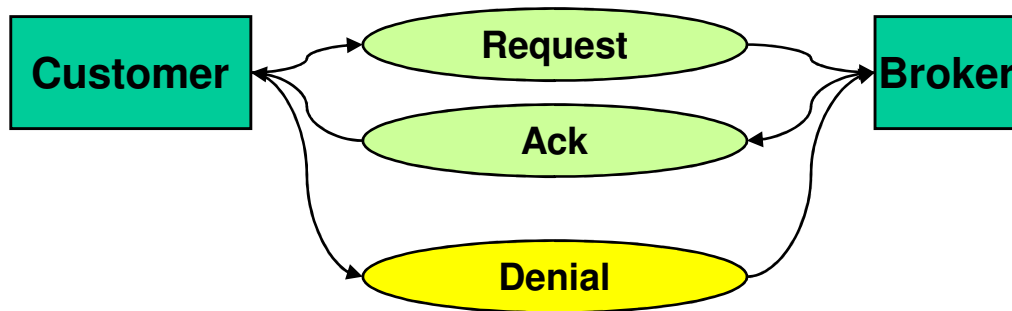 Request
Customer
Broker
Ack
Denial